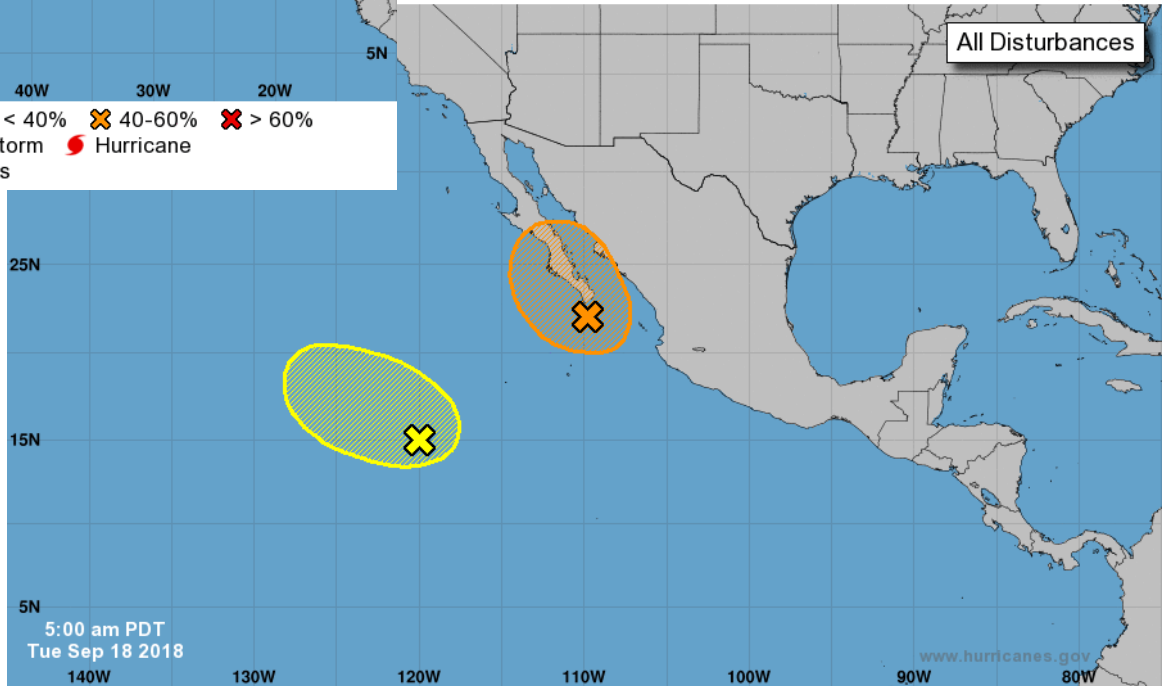 All Disturbances
5N
40W 30W 20W
< 40% 40-60% > 60%
torm Hurricane
s
25N
15N
5N
5:00 am PDT
Tue Sep 18 2018
www.hurricanes.gov
140W 130W 120W 110W 100W 90W 80W